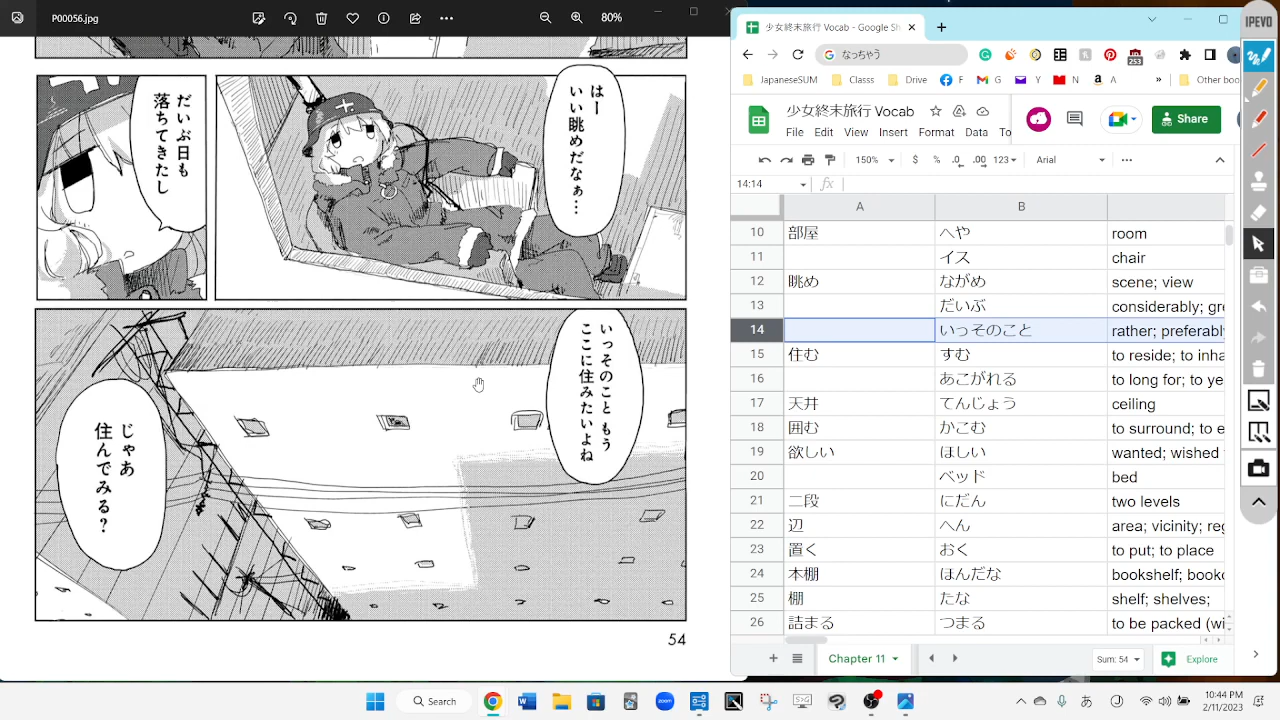 P00056.jpg
80%
はー
いい眺めだなぁ…
だいぶ日も
落ちてきたし
いっそのこともう
ここに住みたいよね
じゃあ
住んでみる?
54
少女終末旅行 Vocab - Google Sh
なっちゃう
253
JapaneseSUM
Classs
Drive
F
G
Y
N
A
»
Other boo
少女終末旅行 Vocab
File Edit View Insert Format Data To
Share
150%
$ % .0 .00 123
Arial
14:14
fx
A B
10 部屋 へや room
11 イス chair
12 眺め ながめ scene; view
13 だいぶ considerably; gre
14 いっそのこと rather; preferably
15 住む すむ to reside; to inha
16 あこがれる to long for; to ye
17 天井 てんじょう ceiling
18 囲む かこむ to surround; to e
19 欲しい ほしい wanted; wished
20 ベッド bed
21 二段 にだん two levels
22 辺 へん area; vicinity; reg
23 置く おく to put; to place
24 本棚 ほんだな bookshelf; bookc
25 棚 たな shelf; shelves;
26 詰まる つまる to be packed (wi
Chapter 11
Sum: 54
Explore
IPEVO
Search
zoom
あ
10:44 PM
2/11/2023